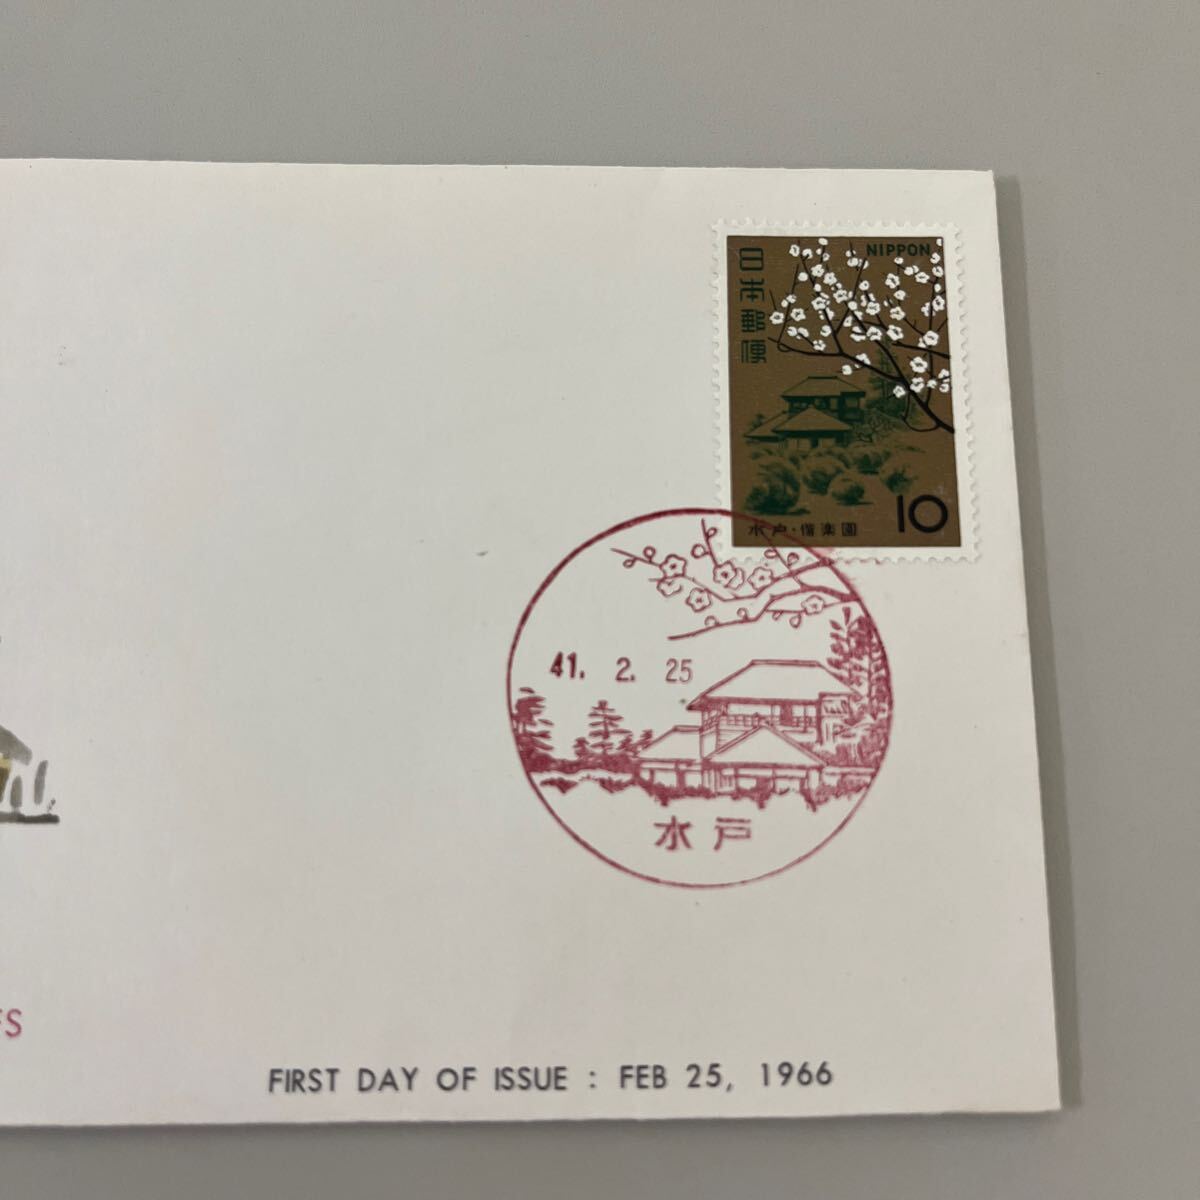 NIPPON
日本郵便
10
水戸・偕楽園
41. 2. 25
水戸
FS
FIRST DAY OF ISSUE : FEB 25, 1966